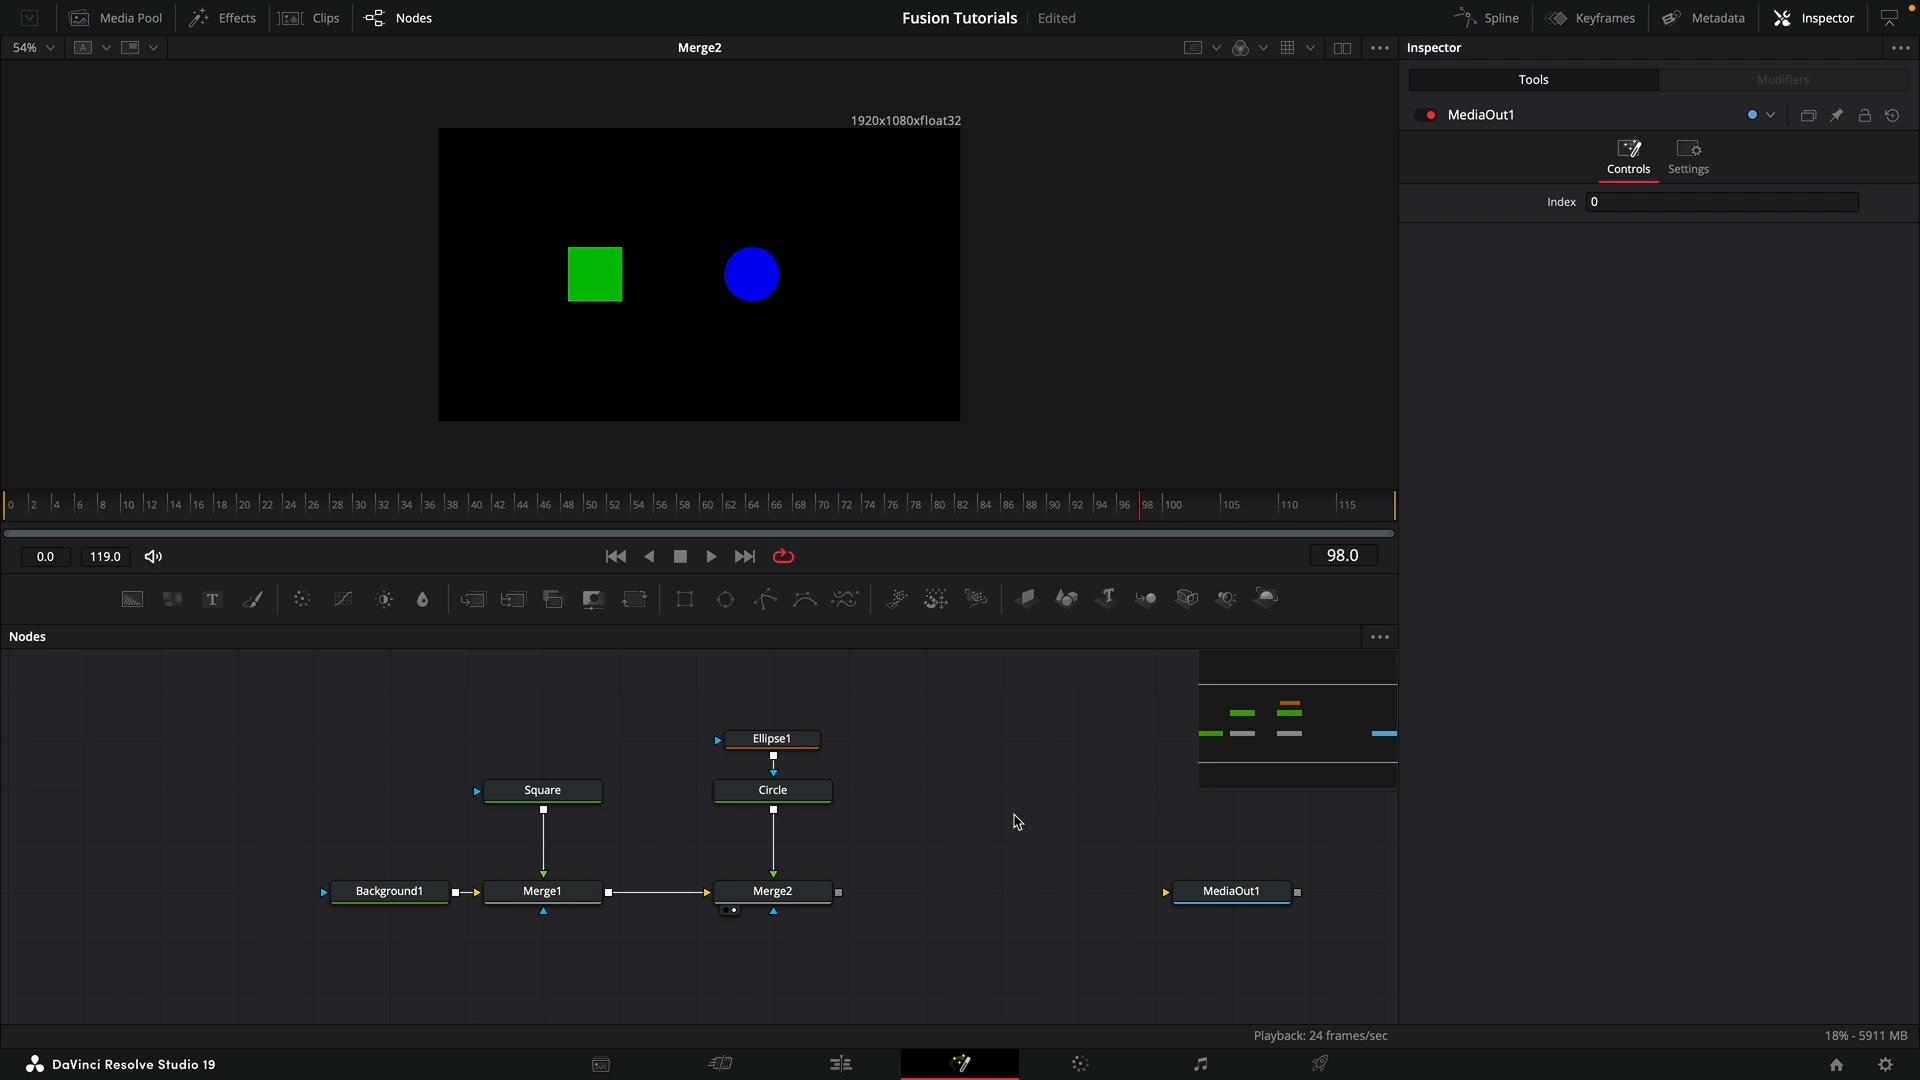 Media Pool Effects Clips Nodes Fusion Tutorials Edited Spline Keyframes Metadata Inspector
54% A Merge2 Inspector
Tools Modifiers
MediaOut1
1920x1080xfloat32
Controls Settings
Index 0
0 2 4 6 8 10 12 14 16 18 20 22 24 26 28 30 32 34 36 38 40 42 44 46 48 50 52 54 56 58 60 62 64 66 68 70 72 74 76 78 80 82 84 86 88 90 92 94 96 98 100 105 110 115
0.0 119.0 98.0
T
Nodes
Ellipse1
Square Circle
Background1 Merge1 Merge2 MediaOut1
Playback: 24 frames/sec 18% - 5911 MB
DaVinci Resolve Studio 19